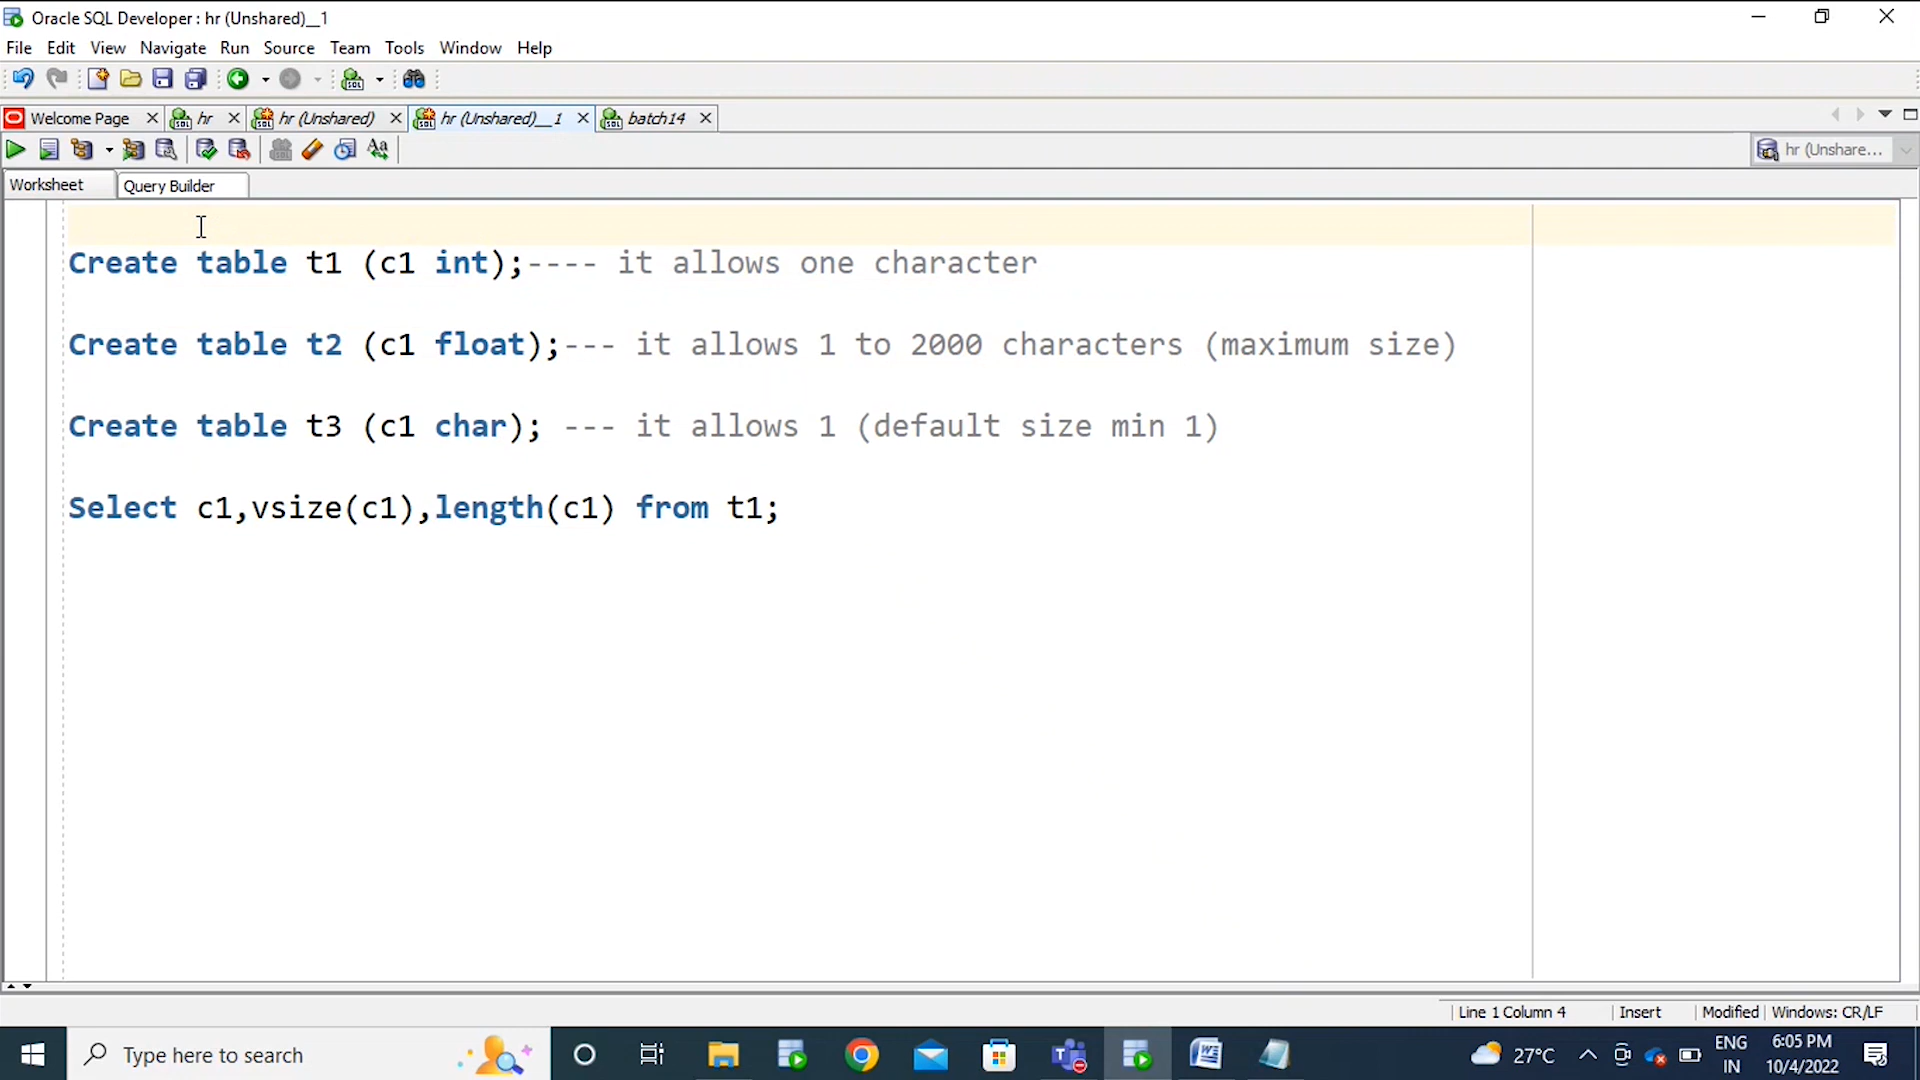 Oracle SQL Developer : hr (Unshared)__1
File Edit View Navigate Run Source Team Tools Window Help
Welcome Page hr hr (Unshared) hr (Unshared)__1 batch14
hr (Unshare...
Worksheet Query Builder
Create table t1 (c1 int);---- it allows one character
Create table t2 (c1 float);--- it allows 1 to 2000 characters (maximum size)
Create table t3 (c1 char); --- it allows 1 (default size min 1)
Select c1,vsize(c1),length(c1) from t1;
Line 1 Column 4 Insert Modified Windows: CR/LF
Type here to search
27°C
ENG
IN
6:05 PM
10/4/2022